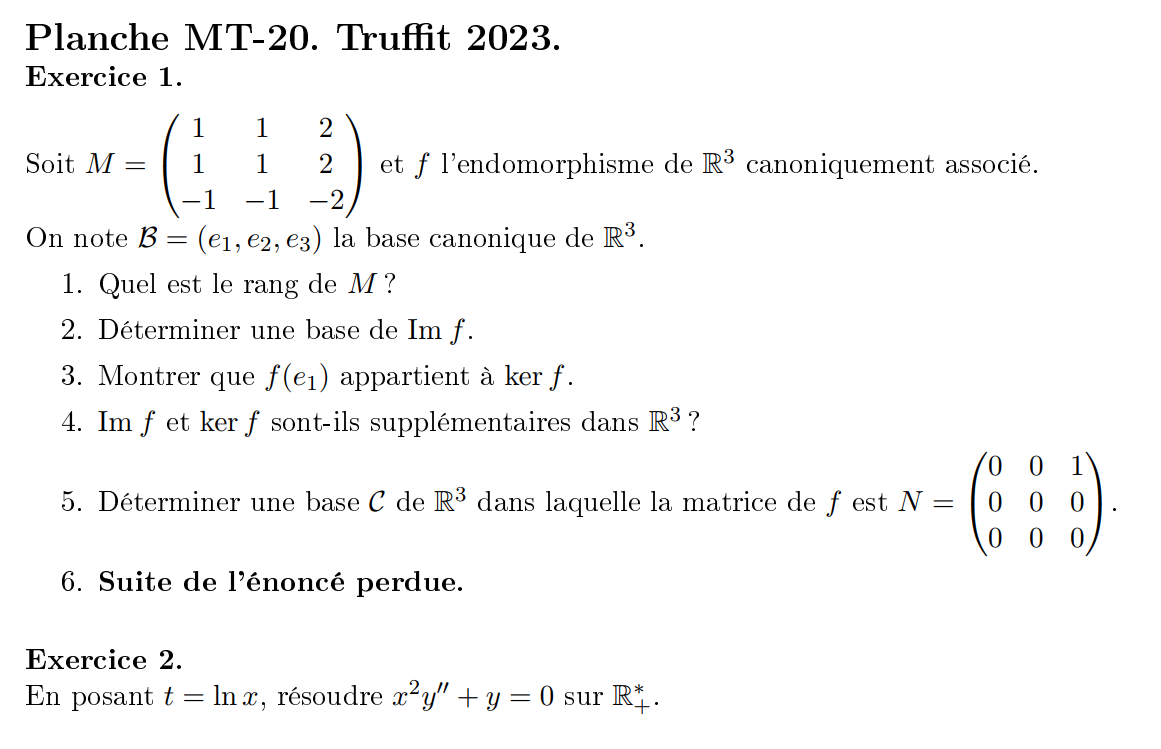 Planche MT-20. Truffit 2023.
Exercice 1.
Soit $M = \begin{pmatrix} 1 & 1 & 2 \\ 1 & 1 & 2 \\ -1 & -1 & -2 \end{pmatrix}$ et $f$ l'endomorphisme de $\mathbb{R}^3$ canoniquement associé.
On note $\mathcal{B} = (e_1, e_2, e_3)$ la base canonique de $\mathbb{R}^3$.
1. Quel est le rang de $M$ ?
2. Déterminer une base de $\operatorname{Im} f$.
3. Montrer que $f(e_1)$ appartient à $\ker f$.
4. $\operatorname{Im} f$ et $\ker f$ sont-ils supplémentaires dans $\mathbb{R}^3$ ?
5. Déterminer une base $\mathcal{C}$ de $\mathbb{R}^3$ dans laquelle la matrice de $f$ est $N = \begin{pmatrix} 0 & 0 & 1 \\ 0 & 0 & 0 \\ 0 & 0 & 0 \end{pmatrix}$.
6. Suite de l'énoncé perdue.
Exercice 2.
En posant $t = \ln x$, résoudre $x^2 y'' + y = 0$ sur $\mathbb{R}_+^*$.